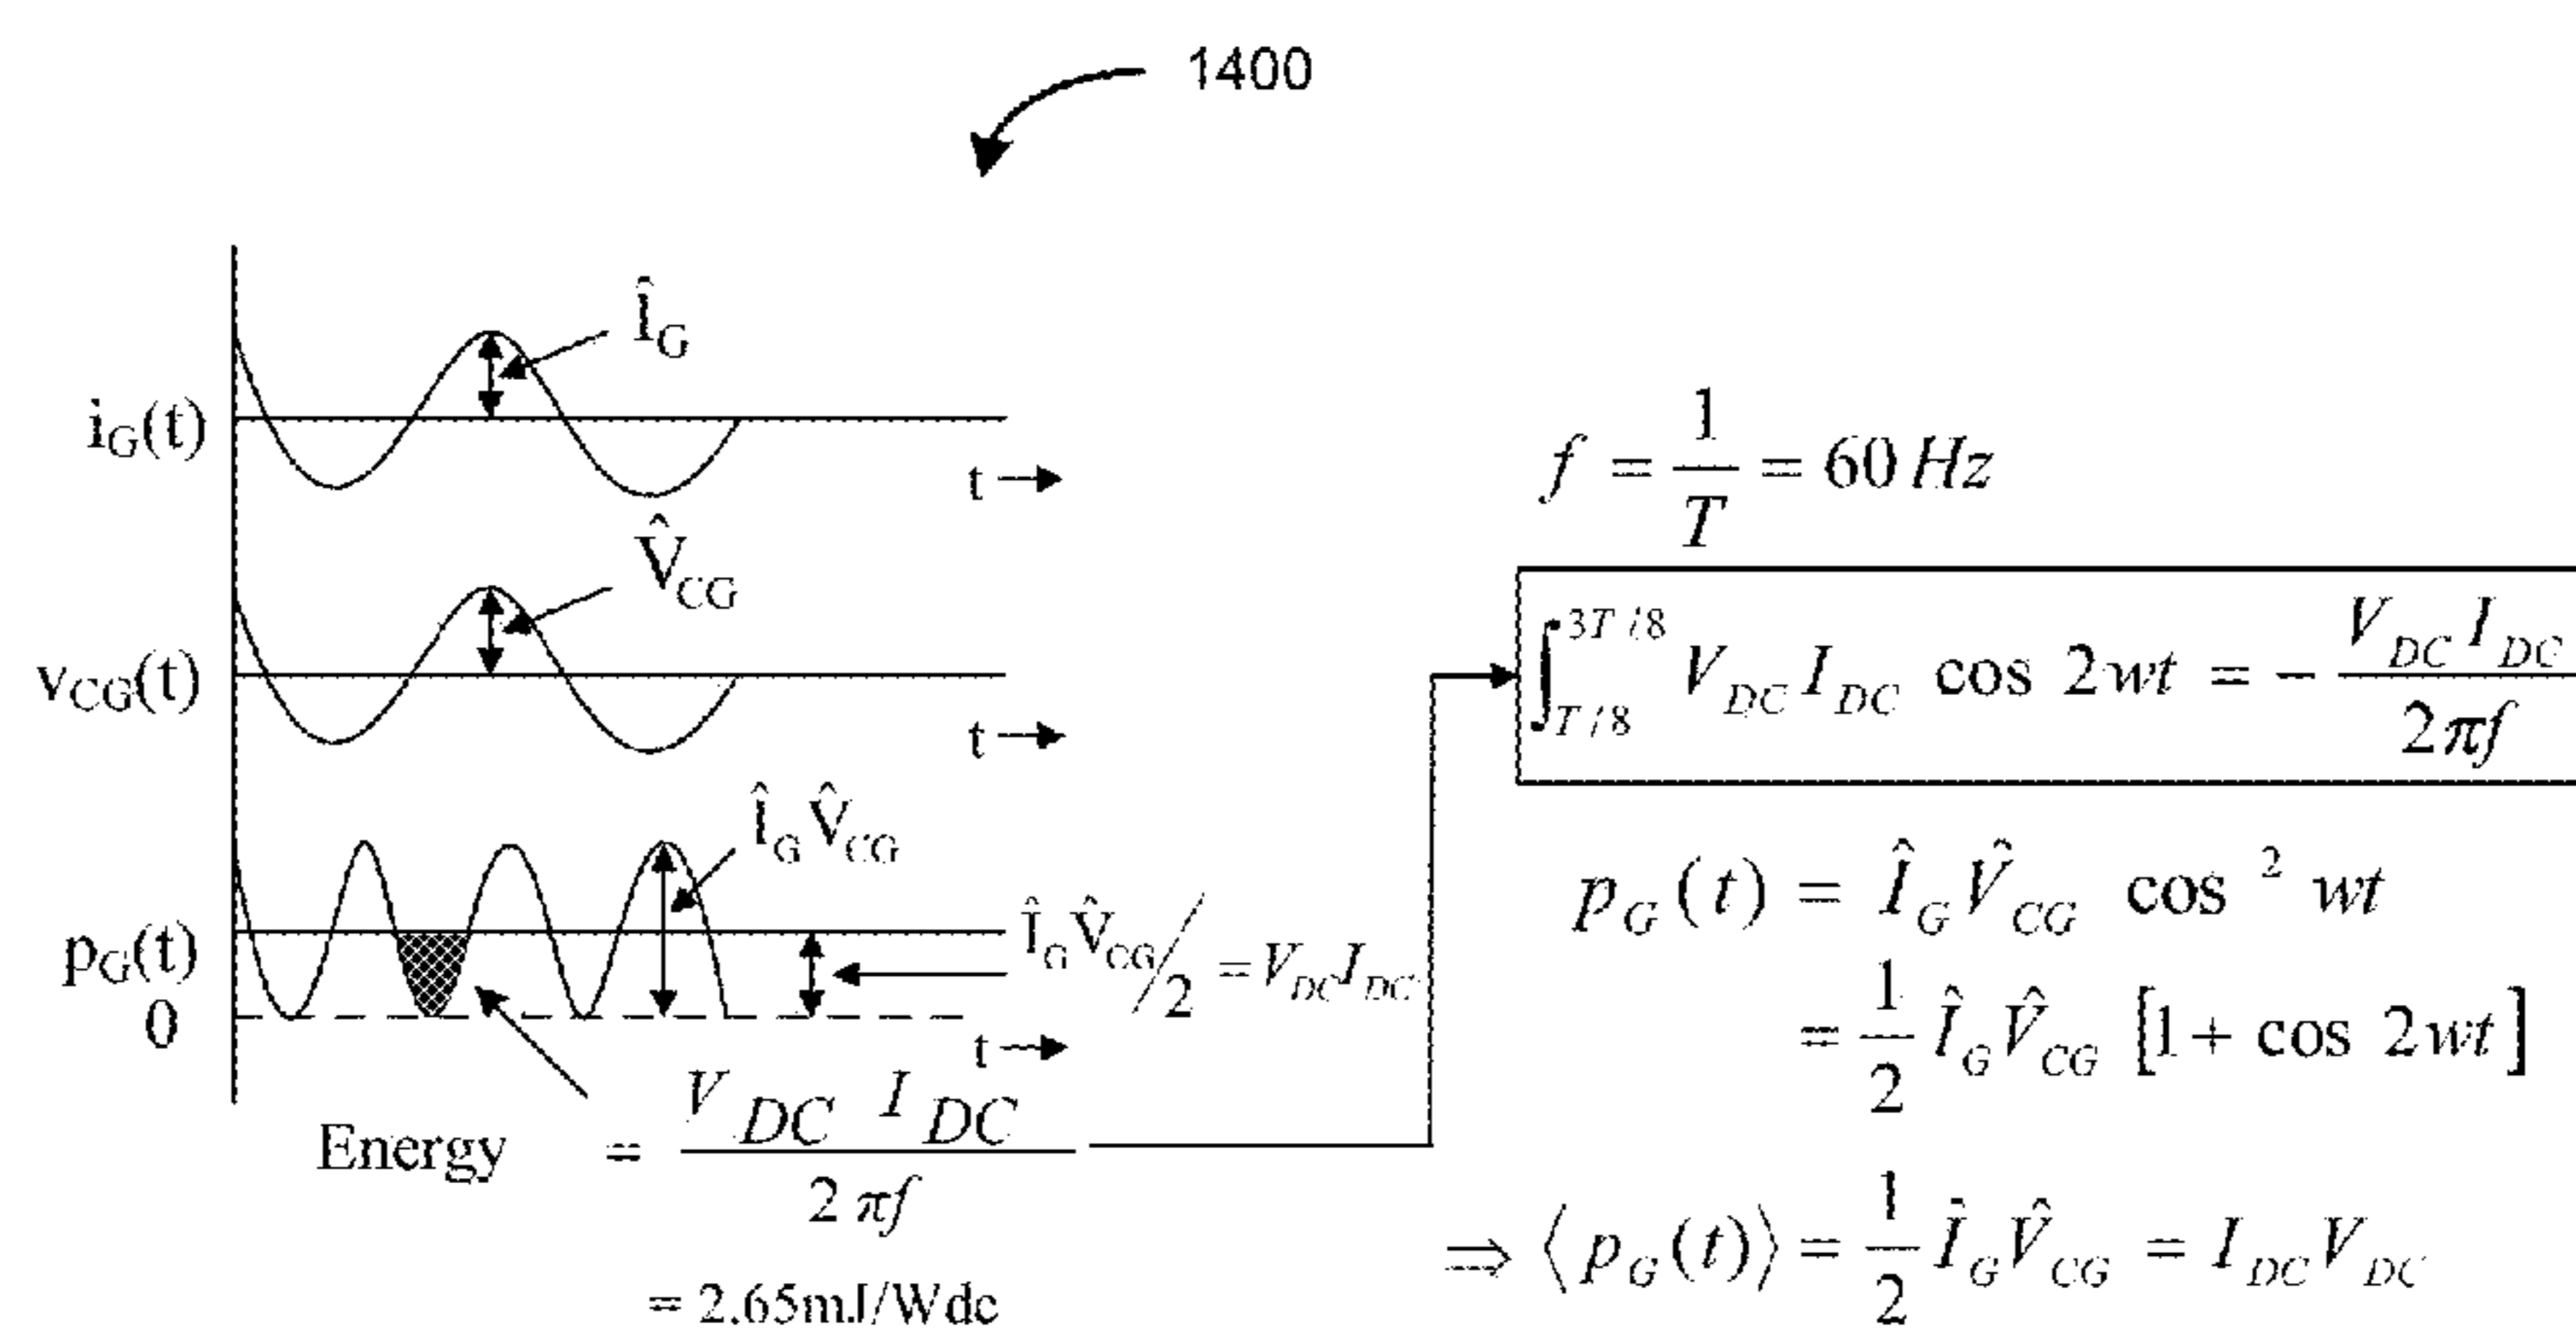 1400
Î_G
i_G(t)
t →
V̂_CG
v_CG(t)
t →
Î_G V̂_CG
p_G(t)
0
Î_G V̂_CG / 2 = V_DC I_DC
t →
Energy = V_DC I_DC / 2πf
= 2.65mJ/Wdc
f = 1/T = 60 Hz
∫_{T/8}^{3T/8} V_DC I_DC cos 2wt = - V_DC I_DC / 2πf
p_G(t) = Î_G V̂_CG cos² wt
= 1/2 Î_G V̂_CG [1 + cos 2wt]
⇒ ⟨p_G(t)⟩ = 1/2 Î_G V̂_CG = I_DC V_DC